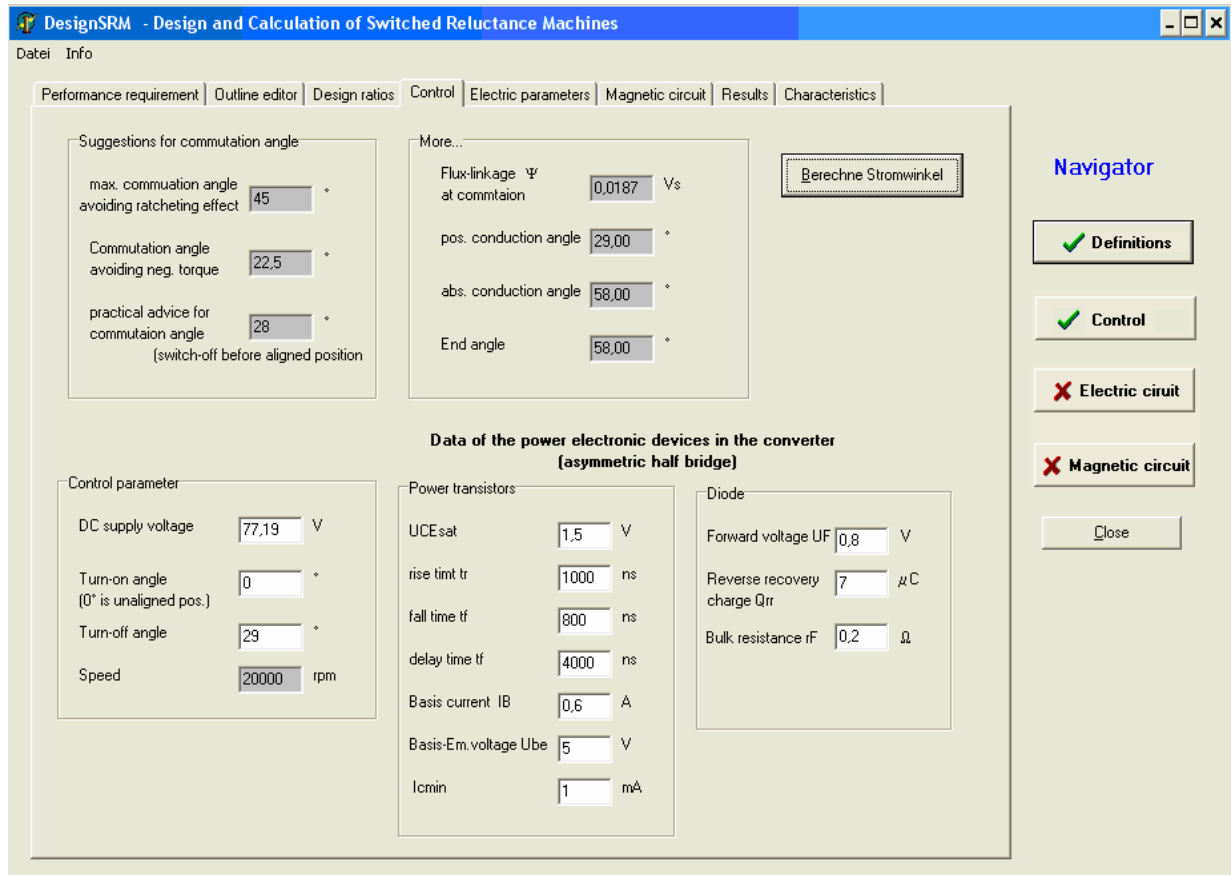 DesignSRM - Design and Calculation of Switched Reluctance Machines
Datei Info
Performance requirement Outline editor Design ratios Control Electric parameters Magnetic circuit Results Characteristics
Suggestions for commutation angle
max. commuation angle
avoiding ratcheting effect 45 °
Commutation angle
avoiding neg. torque 22,5 °
practical advice for
commutaion angle 28 °
(switch-off before aligned position
More...
Flux-linkage Ψ
at commtaion 0,0187 Vs
pos. conduction angle 29,00 °
abs. conduction angle 58,00 °
End angle 58,00 °
Berechne Stromwinkel
Navigator
Definitions
Control
Electric ciruit
Magnetic circuit
Close
Data of the power electronic devices in the converter
(asymmetric half bridge)
Control parameter
DC supply voltage 77,19 V
Turn-on angle 0 °
(0° is unaligned pos.)
Turn-off angle 29 °
Speed 20000 rpm
Power transistors
UCEsat 1,5 V
rise timt tr 1000 ns
fall time tf 800 ns
delay time tf 4000 ns
Basis current IB 0,6 A
Basis-Em.voltage Ube 5 V
Icmin 1 mA
Diode
Forward voltage UF 0,8 V
Reverse recovery 7 µC
charge Qrr
Bulk resistance rF 0,2 Ω